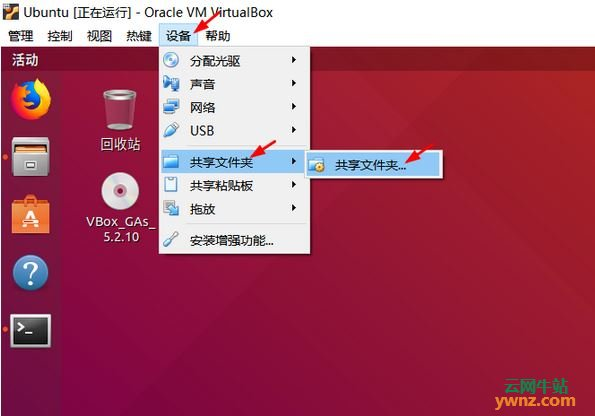 Ubuntu [正在运行] - Oracle VM VirtualBox
管理 控制 视图 热键 设备 帮助
活动
分配光驱
声音
网络
USB
共享文件夹
共享文件夹...
共享粘贴板
拖放
安装增强功能...
回收站
VBox_GAs_
5.2.10
云网牛站
ywnz.com